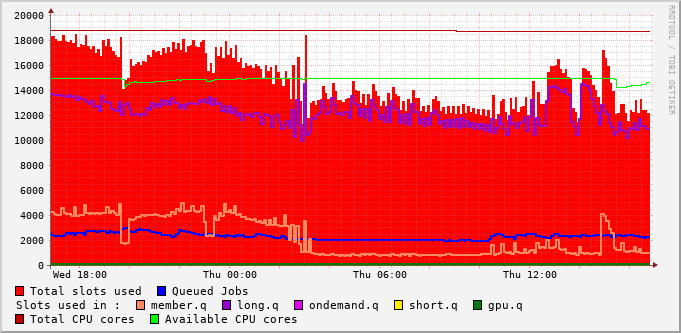 20000
18000
16000
14000
12000
10000
8000
6000
4000
2000
0
Wed 18:00 Thu 00:00 Thu 06:00 Thu 12:00
RRDTOOL / TOBI OETIKER
Total slots used Queued Jobs
Slots used in : member.q long.q ondemand.q short.q gpu.q
Total CPU cores Available CPU cores